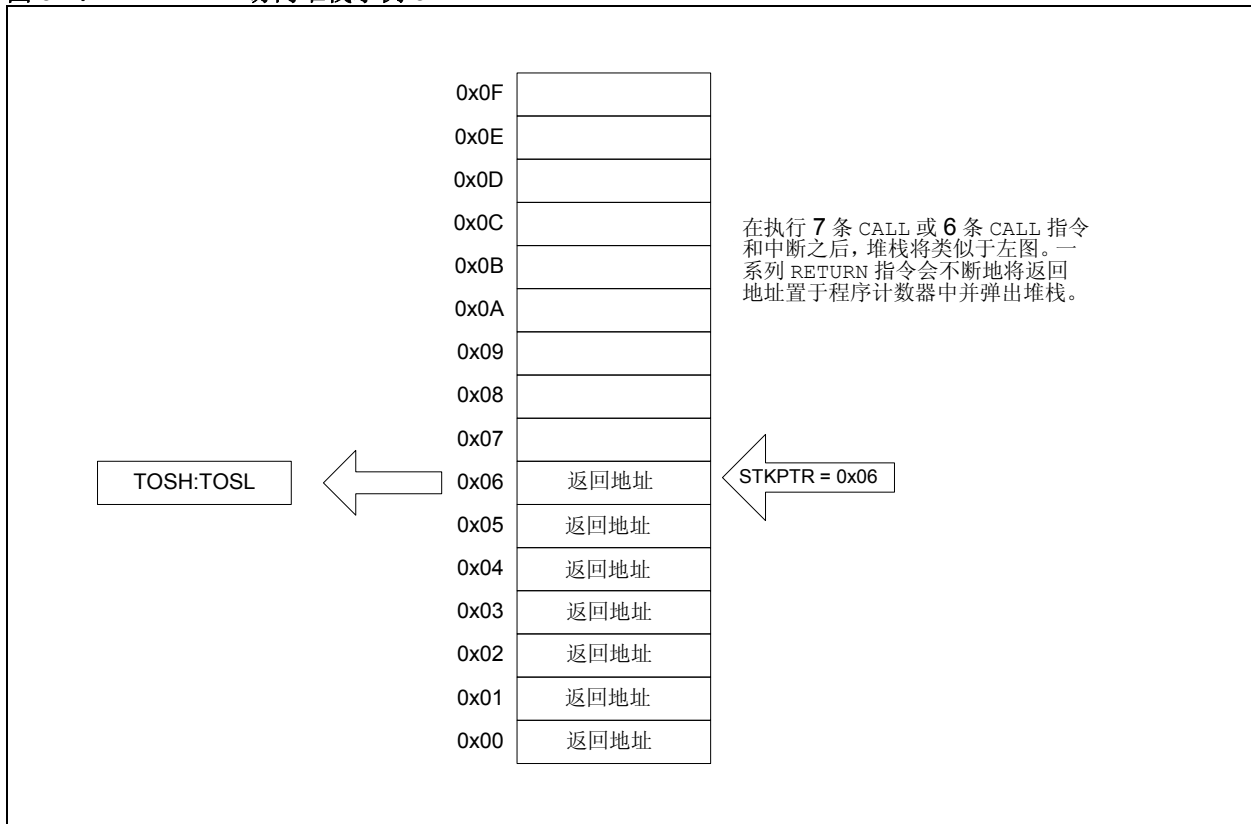 0x0F
0x0E
0x0D
0x0C
在执行 7 条 CALL 或 6 条 CALL 指令
和中断之后，堆栈将类似于左图。一
系列 RETURN 指令会不断地将返回
地址置于程序计数器中并弹出堆栈。
0x0B
0x0A
0x09
0x08
0x07
TOSH:TOSL
0x06 返回地址
STKPTR = 0x06
0x05 返回地址
0x04 返回地址
0x03 返回地址
0x02 返回地址
0x01 返回地址
0x00 返回地址